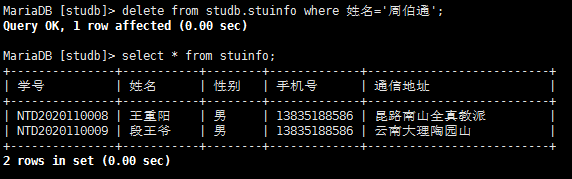 MariaDB [studb]> delete from studb.stuinfo where 姓名='周伯通';
Query OK, 1 row affected (0.00 sec)
MariaDB [studb]> select * from stuinfo;
+---------------+----------+--------+-------------+------------------------+
| 学号 | 姓名 | 性别 | 手机号 | 通信地址 |
+---------------+----------+--------+-------------+------------------------+
| NTD2020110008 | 王重阳 | 男 | 13835188586 | 昆路南山全真教派 |
| NTD2020110009 | 段王爷 | 男 | 13835188586 | 云南大理陶园山 |
+---------------+----------+--------+-------------+------------------------+
2 rows in set (0.00 sec)